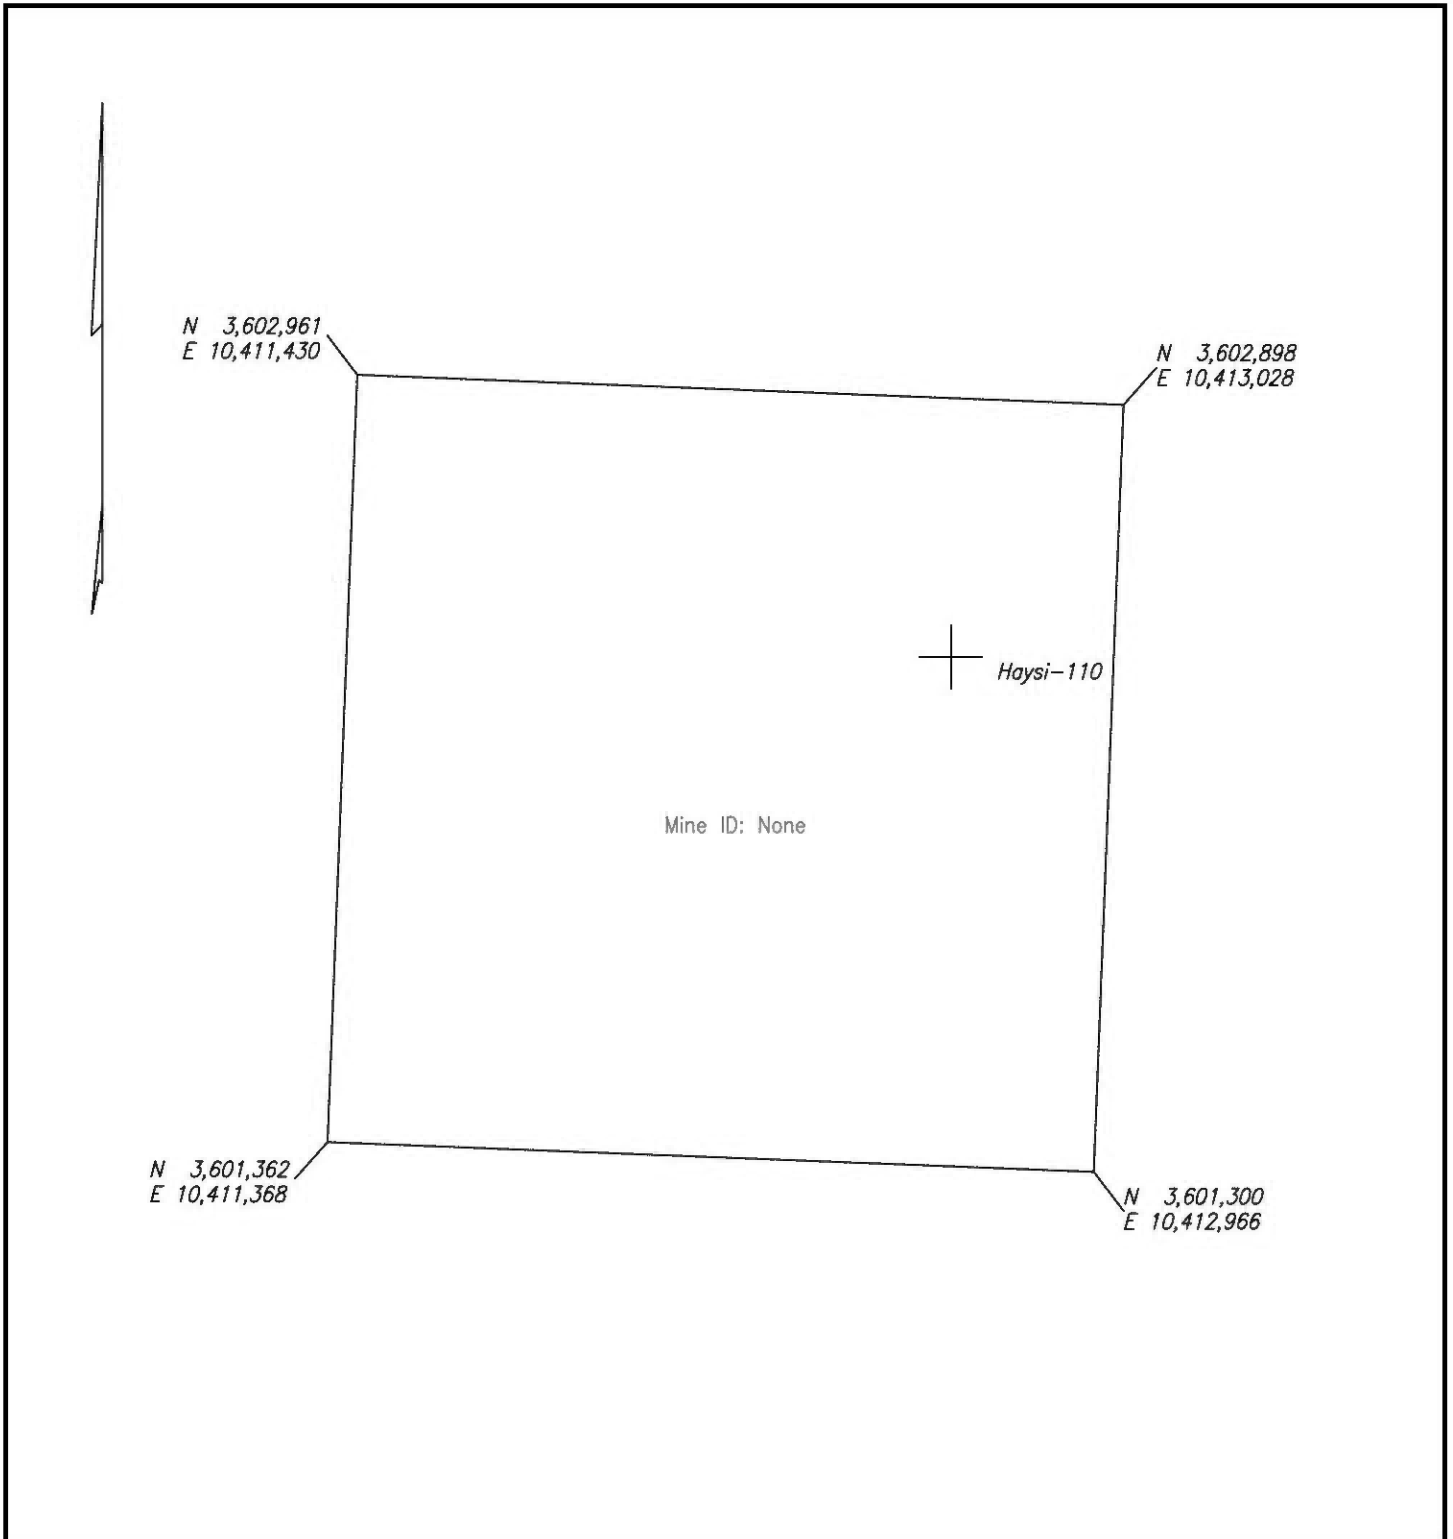 N 3,602,961
E 10,411,430
N 3,602,898
E 10,413,028
Haysi-110
Mine ID: None
N 3,601,362
E 10,411,368
N 3,601,300
E 10,412,966